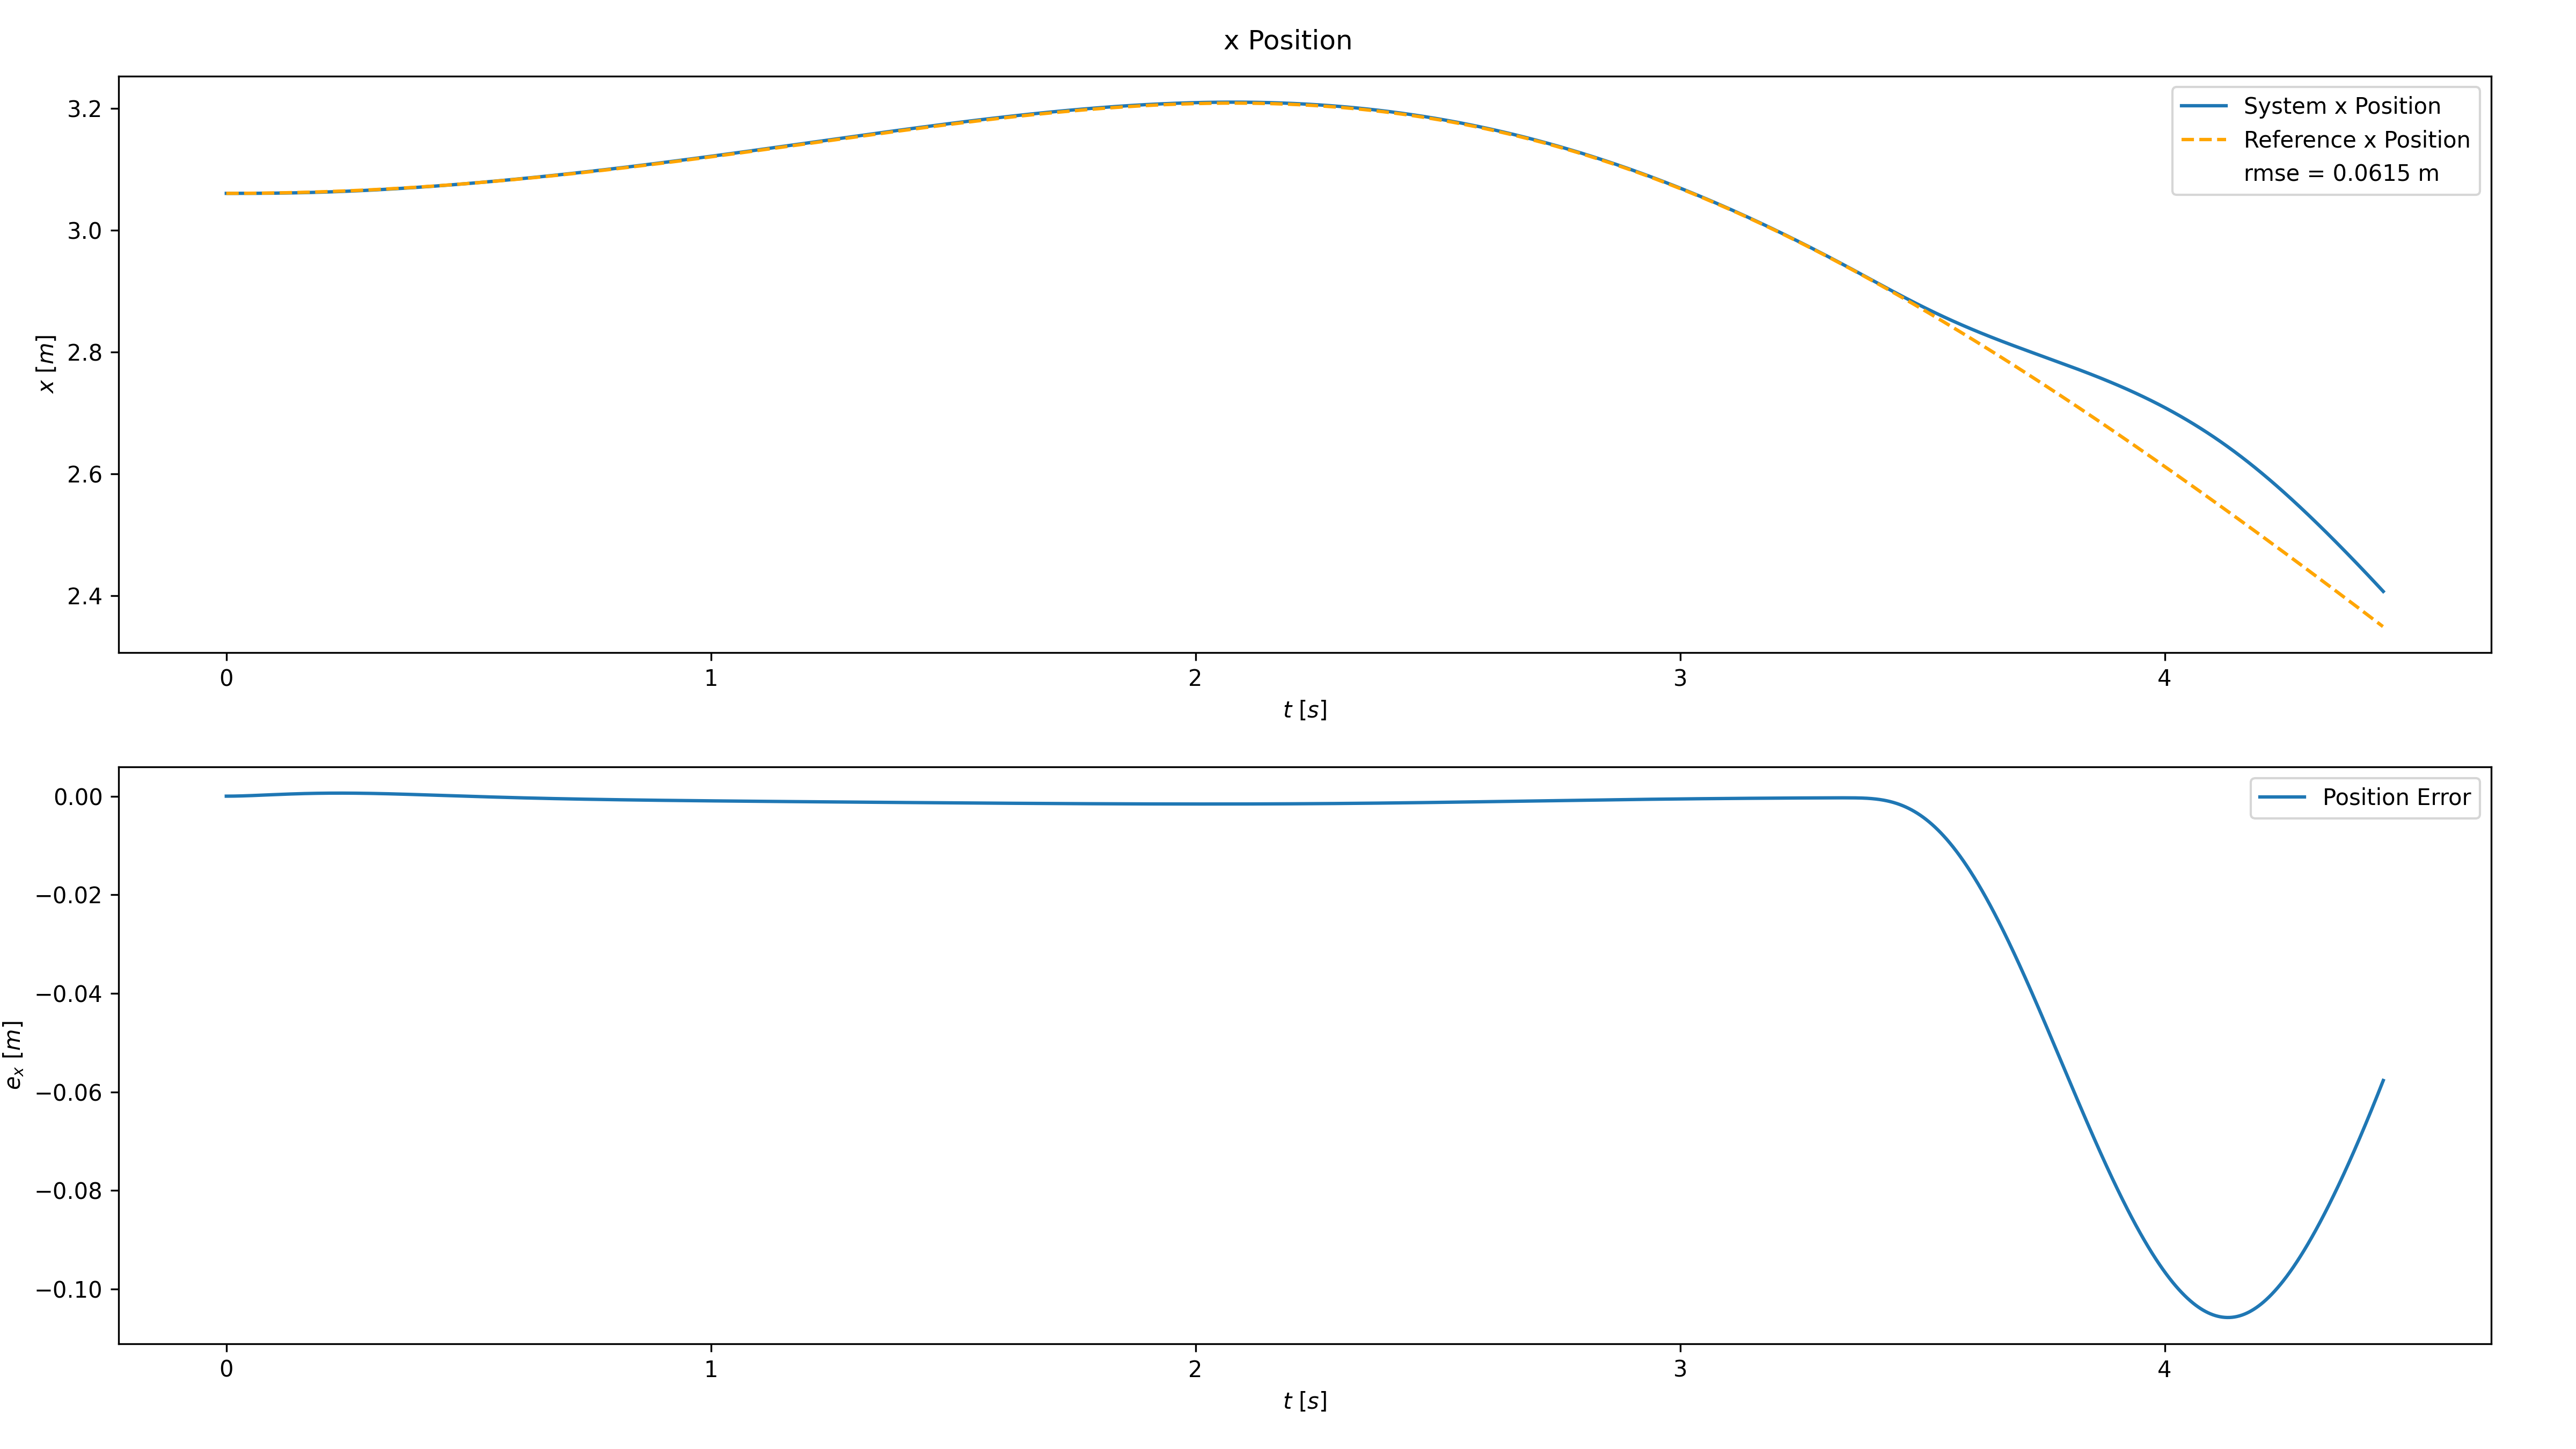 x Position
3.2
3.0
2.8
2.6
2.4
x [m]
System x Position
Reference x Position
rmse = 0.0615 m
0 1 2 3 4
t [s]
0.00
−0.02
−0.04
−0.06
−0.08
−0.10
e_x [m]
Position Error
0 1 2 3 4
t [s]